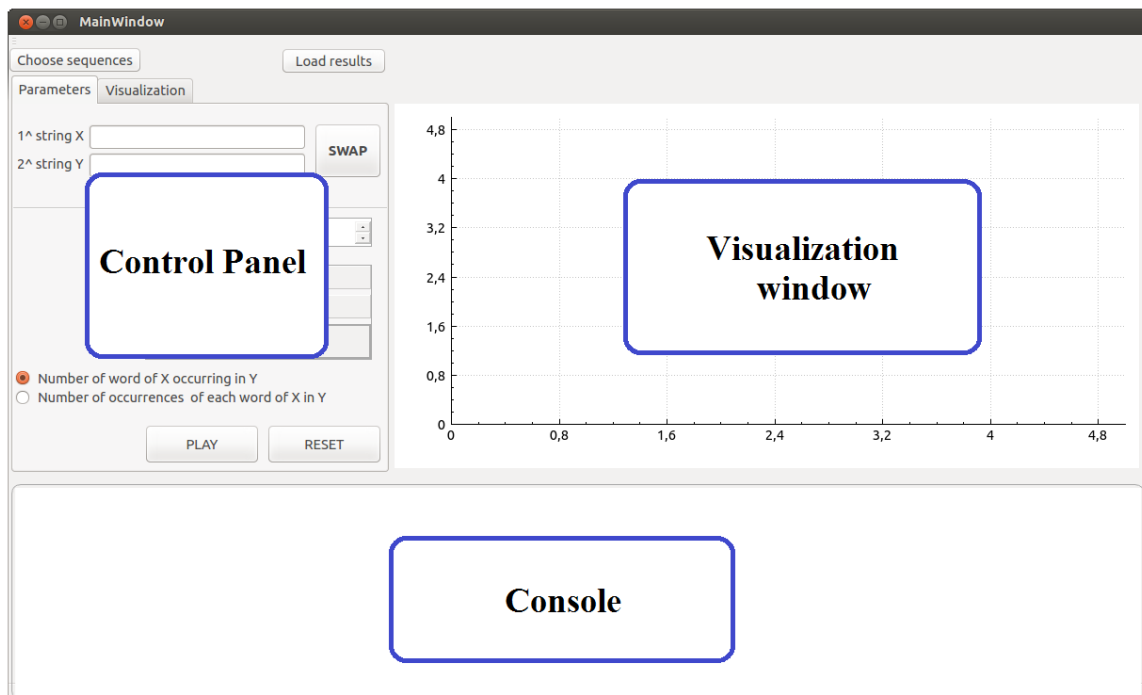 MainWindow
Choose sequences
Load results
Parameters
Visualization
1^ string X
2^ string Y
SWAP
Control Panel
Number of word of X occurring in Y
Number of occurrences of each word of X in Y
PLAY
RESET
4,8
4
3,2
2,4
1,6
0,8
0
0
0,8
1,6
2,4
3,2
4
4,8
Visualization
window
Console